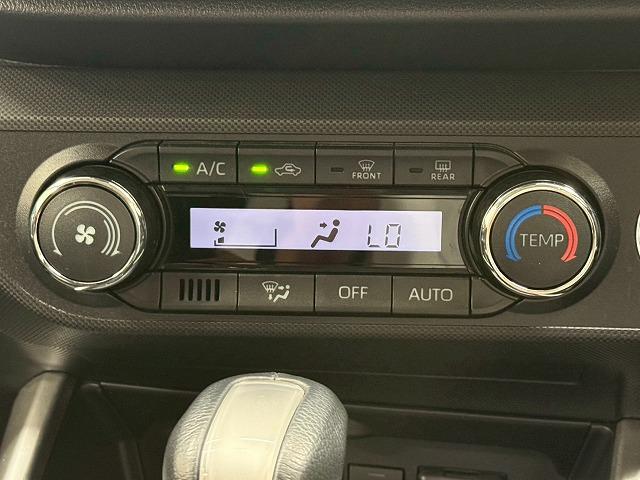 A/C
FRONT
REAR
LO
TEMP
OFF
AUTO